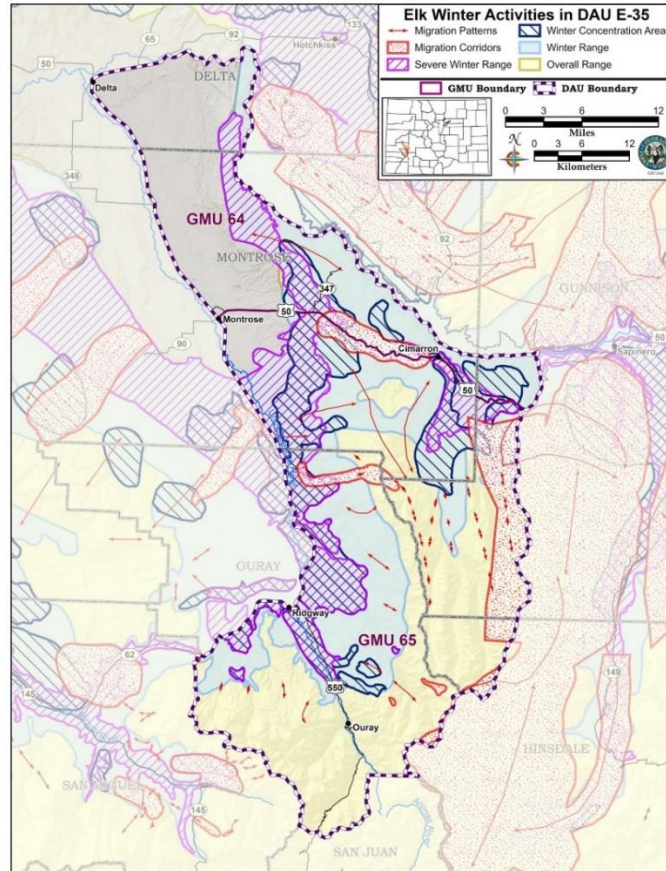 Elk Winter Activities in DAU E-35
Migration Patterns
Winter Concentration Area
Migration Corridors
Winter Range
Severe Winter Range
Overall Range
GMU Boundary
DAU Boundary
0 3 6 12
Miles
N
0 3 6 12
Kilometers
65
92
133
Hotchkiss
50
DELTA
Delta
348
GMU 64
92
MONTROSE
347
GUNNISON
Montrose
50
90
Cimarron
Sapinero
50
50
OURAY
Ridgway
GMU 65
62
149
550
145
Ouray
HINSDALE
SAN MIGUEL
145
SAN JUAN